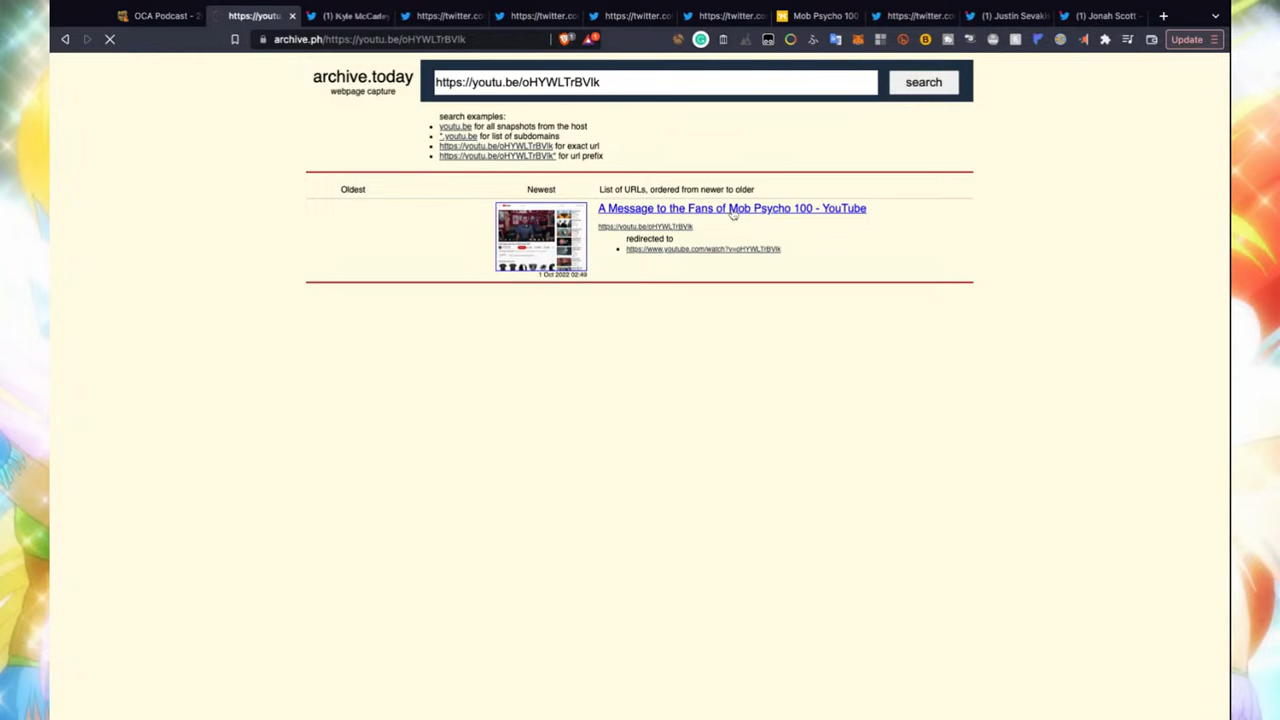 OCA Podcast - 2
https://youtu.
(1) Kyle McCarley
https://twitter.co
https://twitter.co
https://twitter.co
https://twitter.co
Mob Psycho 100
https://twitter.co
(1) Justin Sevaki
(1) Jonah Scott -
archive.ph/https://youtu.be/oHYWLTrBVlk
Update
archive.today
webpage capture
https://youtu.be/oHYWLTrBVlk
search
search examples:
youtu.be for all snapshots from the host
*.youtu.be for list of subdomains
https://youtu.be/oHYWLTrBVlk for exact url
https://youtu.be/oHYWLTrBVlk* for url prefix
Oldest
Newest
List of URLs, ordered from newer to older
A Message to the Fans of Mob Psycho 100 - YouTube
https://youtu.be/oHYWLTrBVlk
redirected to
https://www.youtube.com/watch?v=oHYWLTrBVlk
1 Oct 2022 02:49